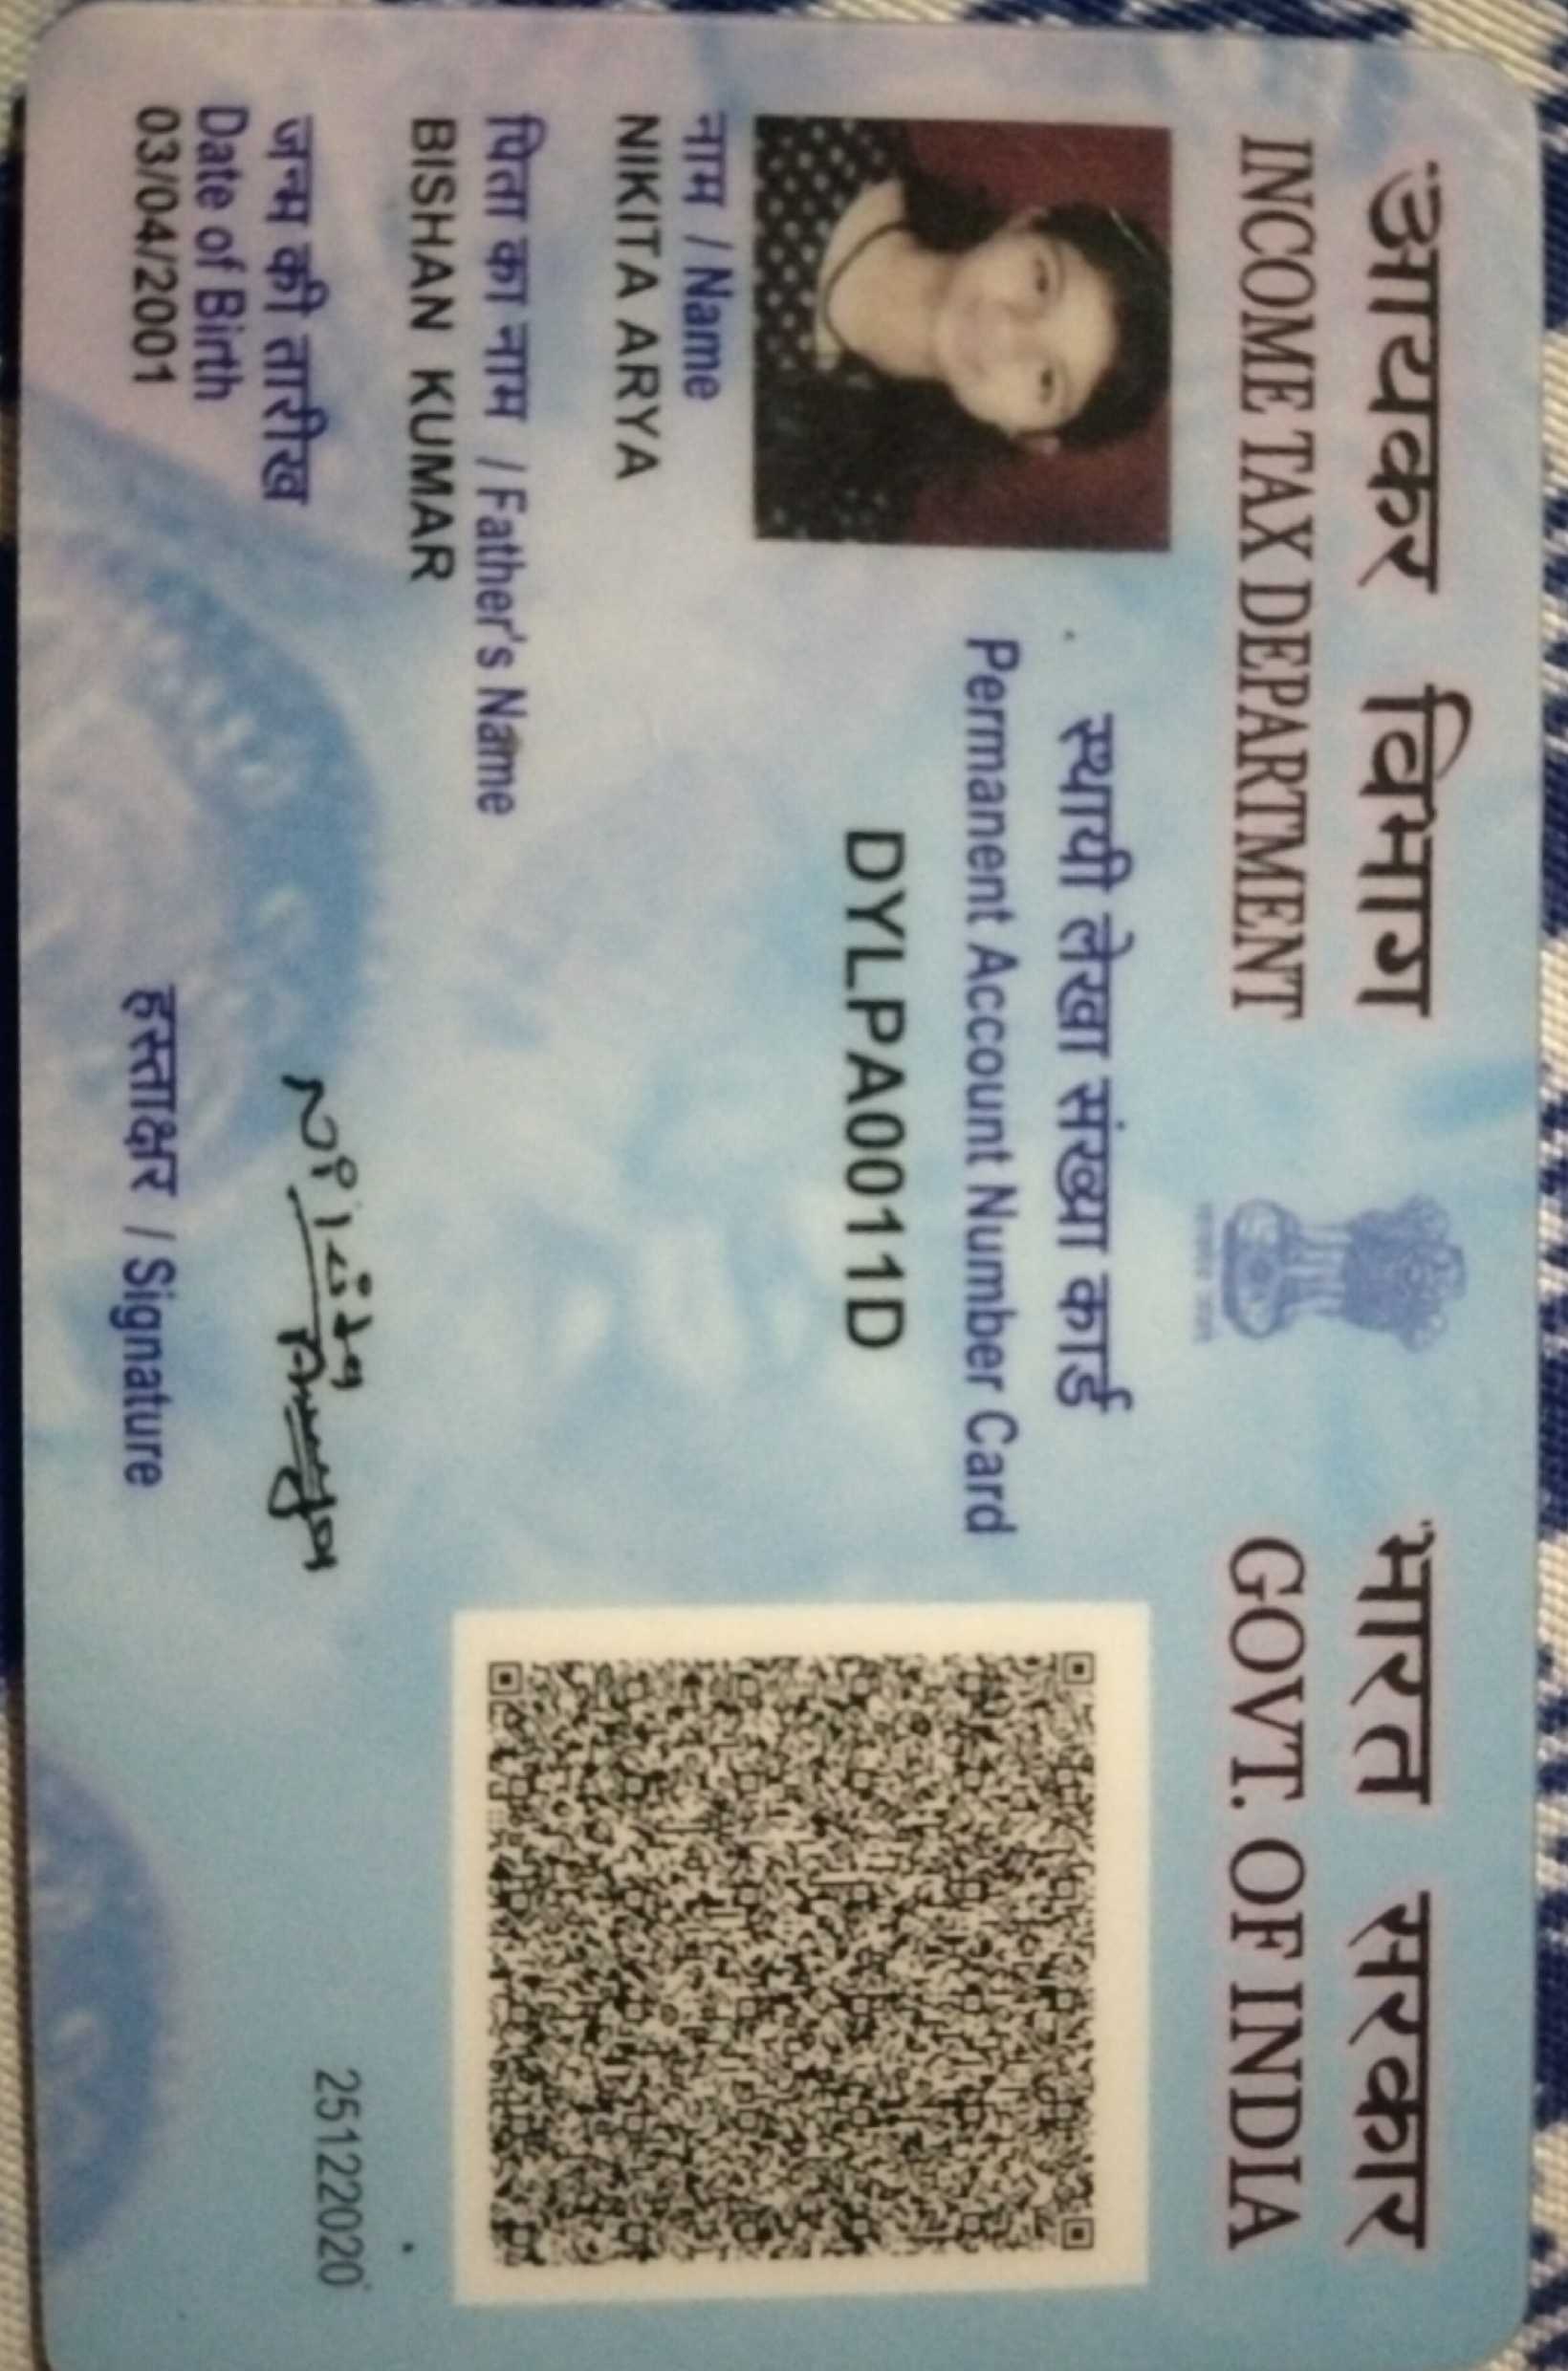 आयकर विभाग
INCOME TAX DEPARTMENT
भारत सरकार
GOVT. OF INDIA
स्थायी लेखा संख्या कार्ड
Permanent Account Number Card
DYLPA0011D
नाम / Name
NIKITA ARYA
पिता का नाम / Father's Name
BISHAN KUMAR
जन्म की तारीख
Date of Birth
03/04/2001
हस्ताक्षर / Signature
25122020